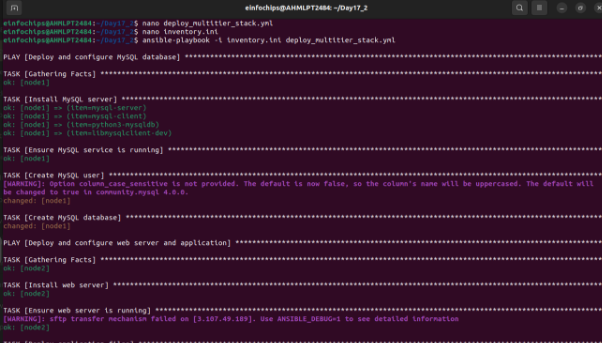 einfochips@AHMLPT2484: ~/Day17_2
einfochips@AHMLPT2484:~/Day17_2$ nano deploy_multitier_stack.yml
einfochips@AHMLPT2484:~/Day17_2$ nano inventory.ini
einfochips@AHMLPT2484:~/Day17_2$ ansible-playbook -i inventory.ini deploy_multitier_stack.yml
PLAY [Deploy and configure MySQL database] ****************************************************************
TASK [Gathering Facts] ****************************************************************
ok: [node1]
TASK [Install MySQL server] ****************************************************************
ok: [node1] => (item=mysql-server)
ok: [node1] => (item=mysql-client)
ok: [node1] => (item=python3-mysqldb)
ok: [node1] => (item=libmysqlclient-dev)
TASK [Ensure MySQL service is running] ****************************************************************
ok: [node1]
TASK [Create MySQL user] ****************************************************************
[WARNING]: Option column_case_sensitive is not provided. The default is now false, so the column's name will be uppercased. The default will
be changed to true in community.mysql 4.0.0.
changed: [node1]
TASK [Create MySQL database] ****************************************************************
changed: [node1]
PLAY [Deploy and configure web server and application] ****************************************************************
TASK [Gathering Facts] ****************************************************************
ok: [node2]
TASK [Install web server] ****************************************************************
ok: [node2]
TASK [Ensure web server is running] ****************************************************************
[WARNING]: sftp transfer mechanism failed on [3.107.49.189]. Use ANSIBLE_DEBUG=1 to see detailed information
ok: [node2]